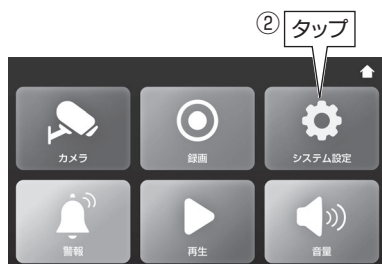 ② タップ
カメラ
録画
システム設定
警報
再生
音量